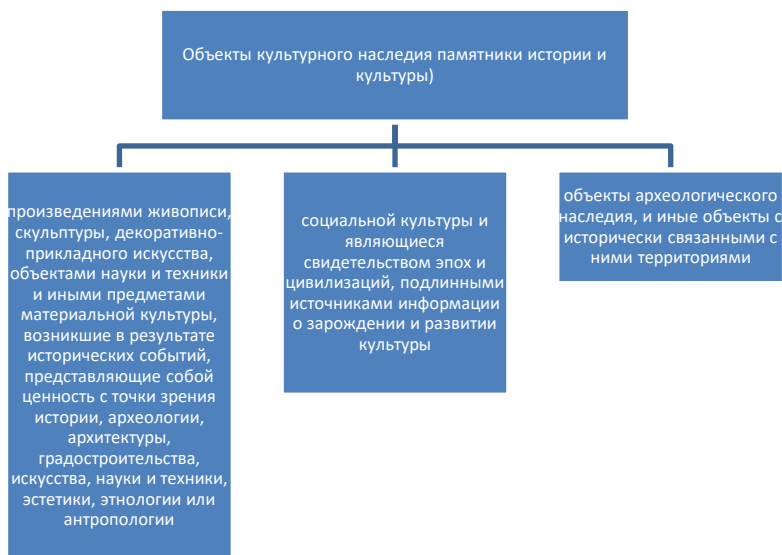 Объекты культурного наследия памятники истории и
культуры)
произведениями живописи,
скульптуры, декоративно-
прикладного искусства,
объектами науки и техники
и иными предметами
материальной культуры,
возникшие в результате
исторических событий,
представляющие собой
ценность с точки зрения
истории, археологии,
архитектуры,
градостроительства,
искусства, науки и техники,
эстетики, этнологии или
антропологии
социальной культуры и
являющиеся
свидетельством эпох и
цивилизаций, подлинными
источниками информации
о зарождении и развитии
культуры
объекты археологического
наследия, и иные объекты с
исторически связанными с
ними территориями